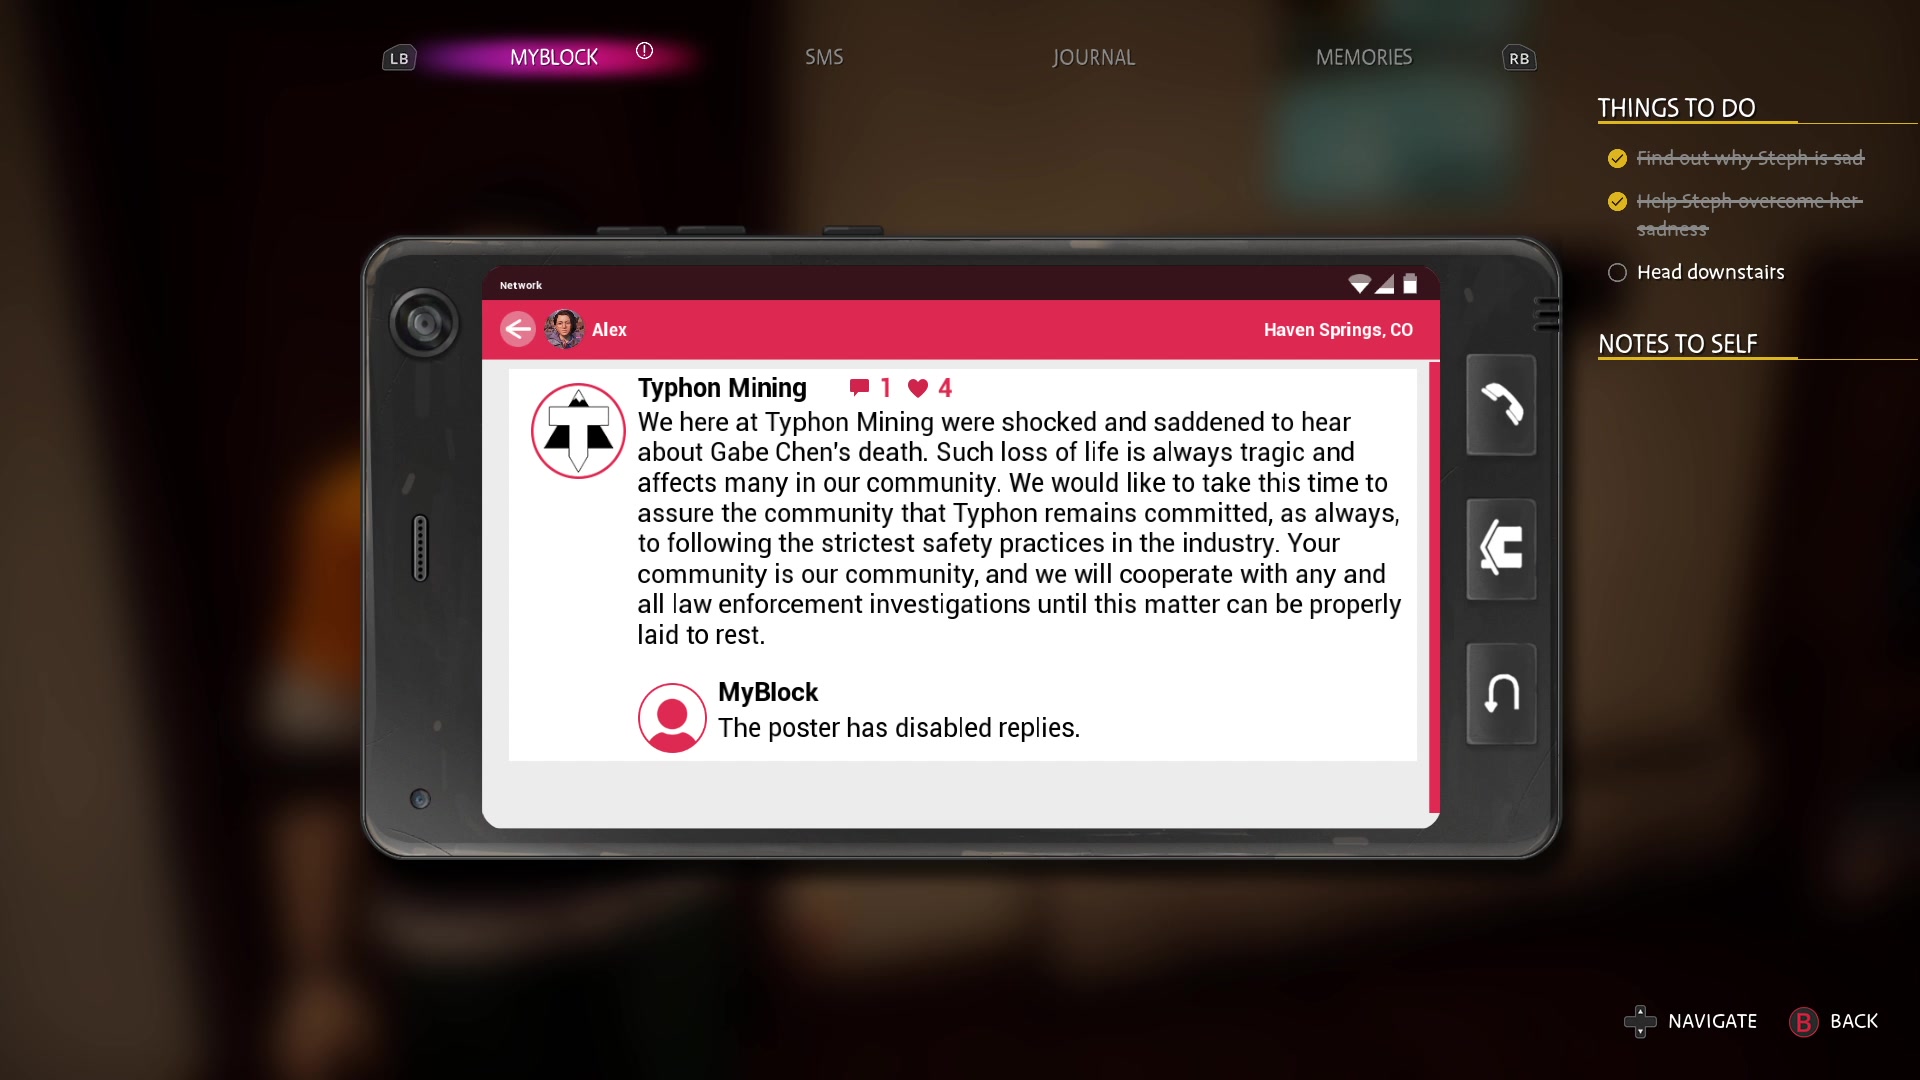 LB
MYBLOCK
SMS
JOURNAL
MEMORIES
RB
THINGS TO DO
Find out why Steph is sad
Help Steph overcome her
sadness
Head downstairs
NOTES TO SELF
Network
Alex
Haven Springs, CO
Typhon Mining 1 4
We here at Typhon Mining were shocked and saddened to hear
about Gabe Chen's death. Such loss of life is always tragic and
affects many in our community. We would like to take this time to
assure the community that Typhon remains committed, as always,
to following the strictest safety practices in the industry. Your
community is our community, and we will cooperate with any and
all law enforcement investigations until this matter can be properly
laid to rest.
MyBlock
The poster has disabled replies.
NAVIGATE
B BACK